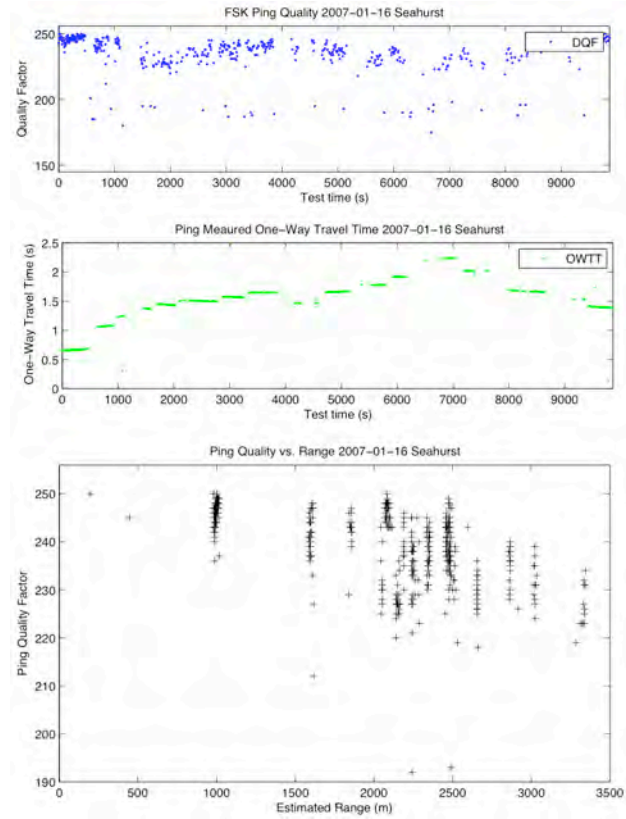 FSK Ping Quality 2007-01-16 Seahurst
250
200
150
Quality Factor
DQF
0 1000 2000 3000 4000 5000 6000 7000 8000 9000
Test time (s)
Ping Meaured One-Way Travel Time 2007-01-16 Seahurst
2.5
2
1.5
1
0.5
0
One-Way Travel Time (s)
OWTT
0 1000 2000 3000 4000 5000 6000 7000 8000 9000
Test time (s)
Ping Quality vs. Range 2007-01-16 Seahurst
250
240
230
220
210
200
190
Ping Quality Factor
0 500 1000 1500 2000 2500 3000 3500
Estimated Range (m)